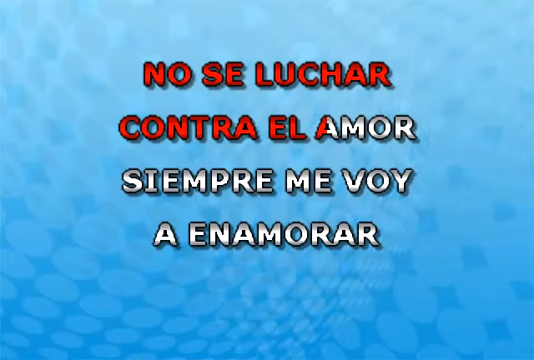 NO SE LUCHAR
CONTRA EL AMOR
SIEMPRE ME VOY
A ENAMORAR